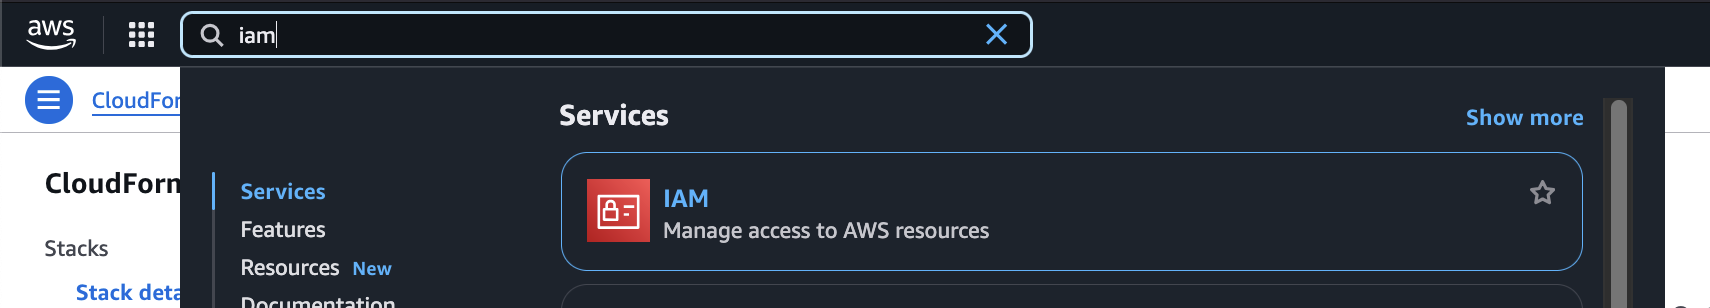 aws
iam
CloudFor
Services
Show more
CloudForm
Services
IAM
Manage access to AWS resources
Features
Stacks
Resources New
Stack deta
Documentation